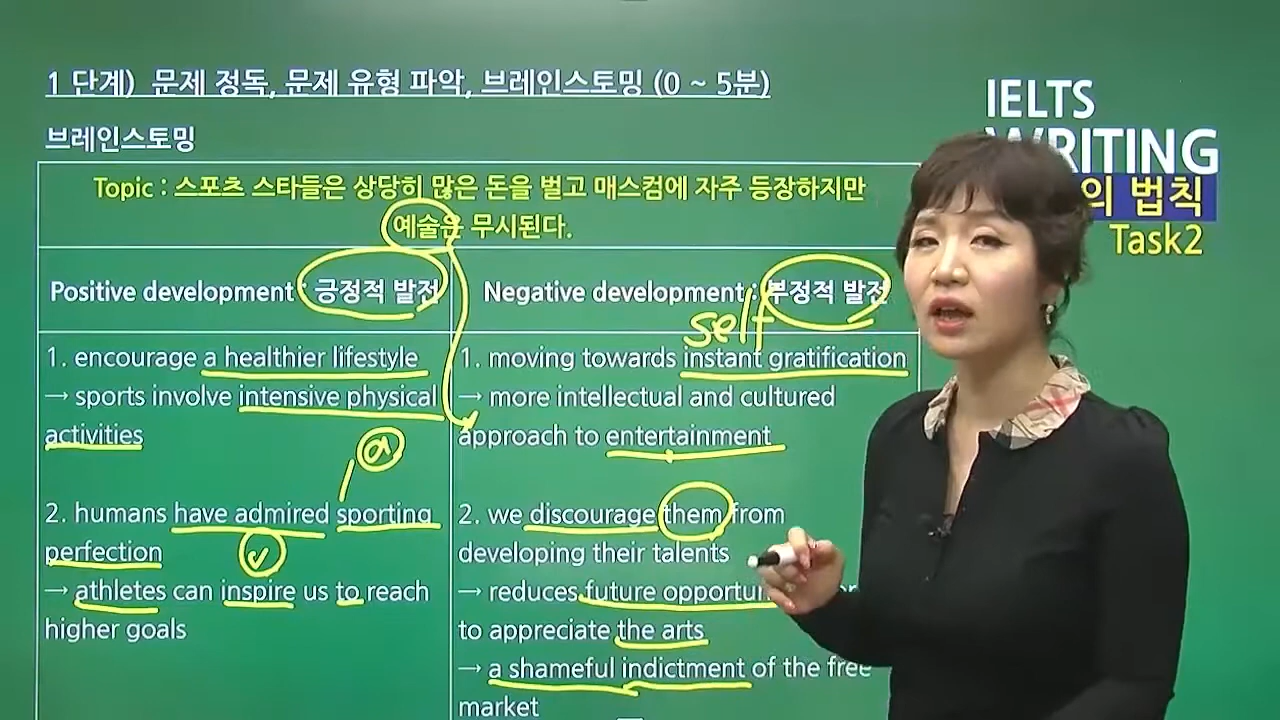 1 단계) 문제 정독, 문제 유형 파악, 브레인스토밍 (0 ~ 5분)
브레인스토밍
Topic : 스포츠 스타들은 상당히 많은 돈을 벌고 매스컴에 자주 등장하지만
예술은 무시된다.
Positive development : 긍정적 발전
1. encourage a healthier lifestyle
→ sports involve intensive physical
activities
a
2. humans have admired sporting
perfection
v
→ athletes can inspire us to reach
higher goals
Negative development : 부정적 발전
self
1. moving towards instant gratification
→ more intellectual and cultured
approach to entertainment
2. we discourage them from
developing their talents
→ reduces future
to appreciate the arts
→ a shameful indictment of the free
market
IELTS
WRITING
의 법칙
Task2